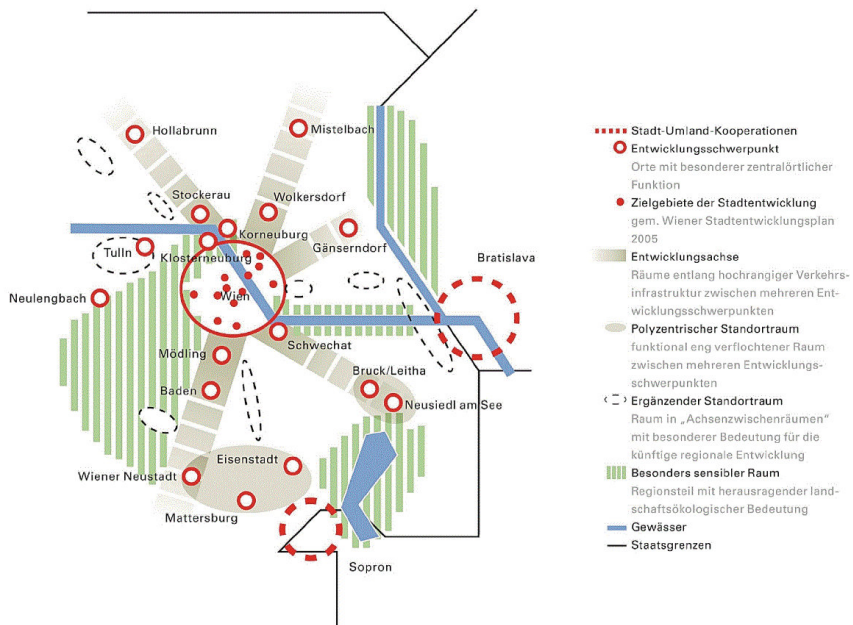 Hollabrunn
Mistelbach
Stockerau
Wolkersdorf
Korneuburg
Gänserndorf
Tulln
Klosterneuburg
Bratislava
Neulengbach
Wien
Schwechat
Mödling
Bruck/Leitha
Baden
Neusiedl am See
Eisenstadt
Wiener Neustadt
Mattersburg
Sopron
Stadt-Umland-Kooperationen
Entwicklungsschwerpunkt
Orte mit besonderer zentralörtlicher
Funktion
Zielgebiete der Stadtentwicklung
gem. Wiener Stadtentwicklungsplan
2005
Entwicklungsachse
Räume entlang hochrangiger Verkehrs-
infrastruktur zwischen mehreren Ent-
wicklungsschwerpunkten
Polyzentrischer Standortraum
funktional eng verflochtener Raum
zwischen mehreren Entwicklungs-
schwerpunkten
Ergänzender Standortraum
Raum in „Achsenzwischenräumen“
mit besonderer Bedeutung für die
künftige regionale Entwicklung
Besonders sensibler Raum
Regionsteil mit herausragender land-
schaftsökologischer Bedeutung
Gewässer
Staatsgrenzen